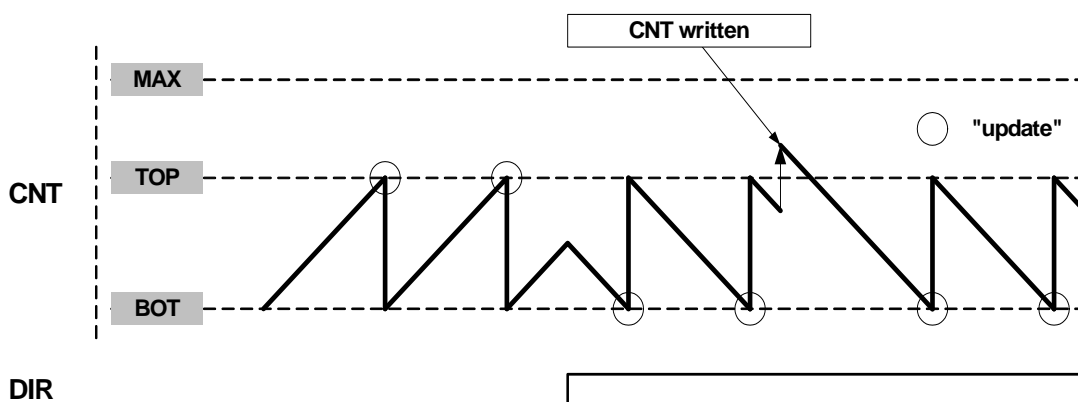 CNT written
MAX
"update"
TOP
CNT
BOT
DIR